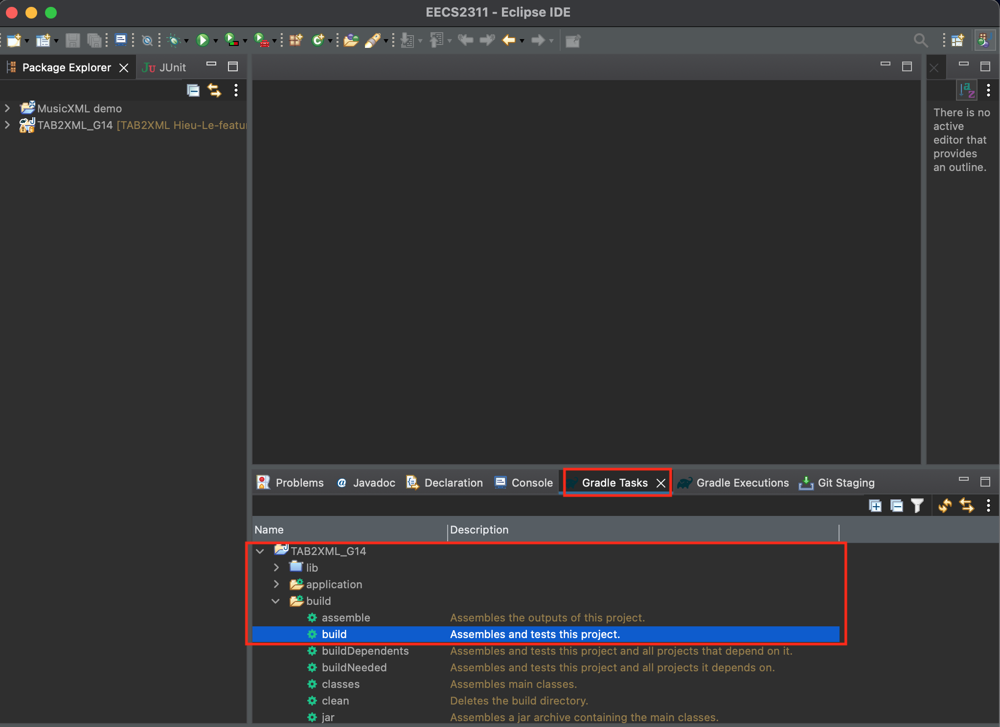 EECS2311 - Eclipse IDE
Package Explorer
JUnit
MusicXML demo
TAB2XML_G14 [TAB2XML Hieu-Le-featu
There is no
active
editor that
provides
an outline.
Problems
@ Javadoc
Declaration
Console
Gradle Tasks
Gradle Executions
Git Staging
Name Description
TAB2XML_G14
lib
application
build
assemble Assembles the outputs of this project.
build Assembles and tests this project.
buildDependents Assembles and tests this project and all projects that depend on it.
buildNeeded Assembles and tests this project and all projects it depends on.
classes Assembles main classes.
clean Deletes the build directory.
jar Assembles a jar archive containing the main classes.